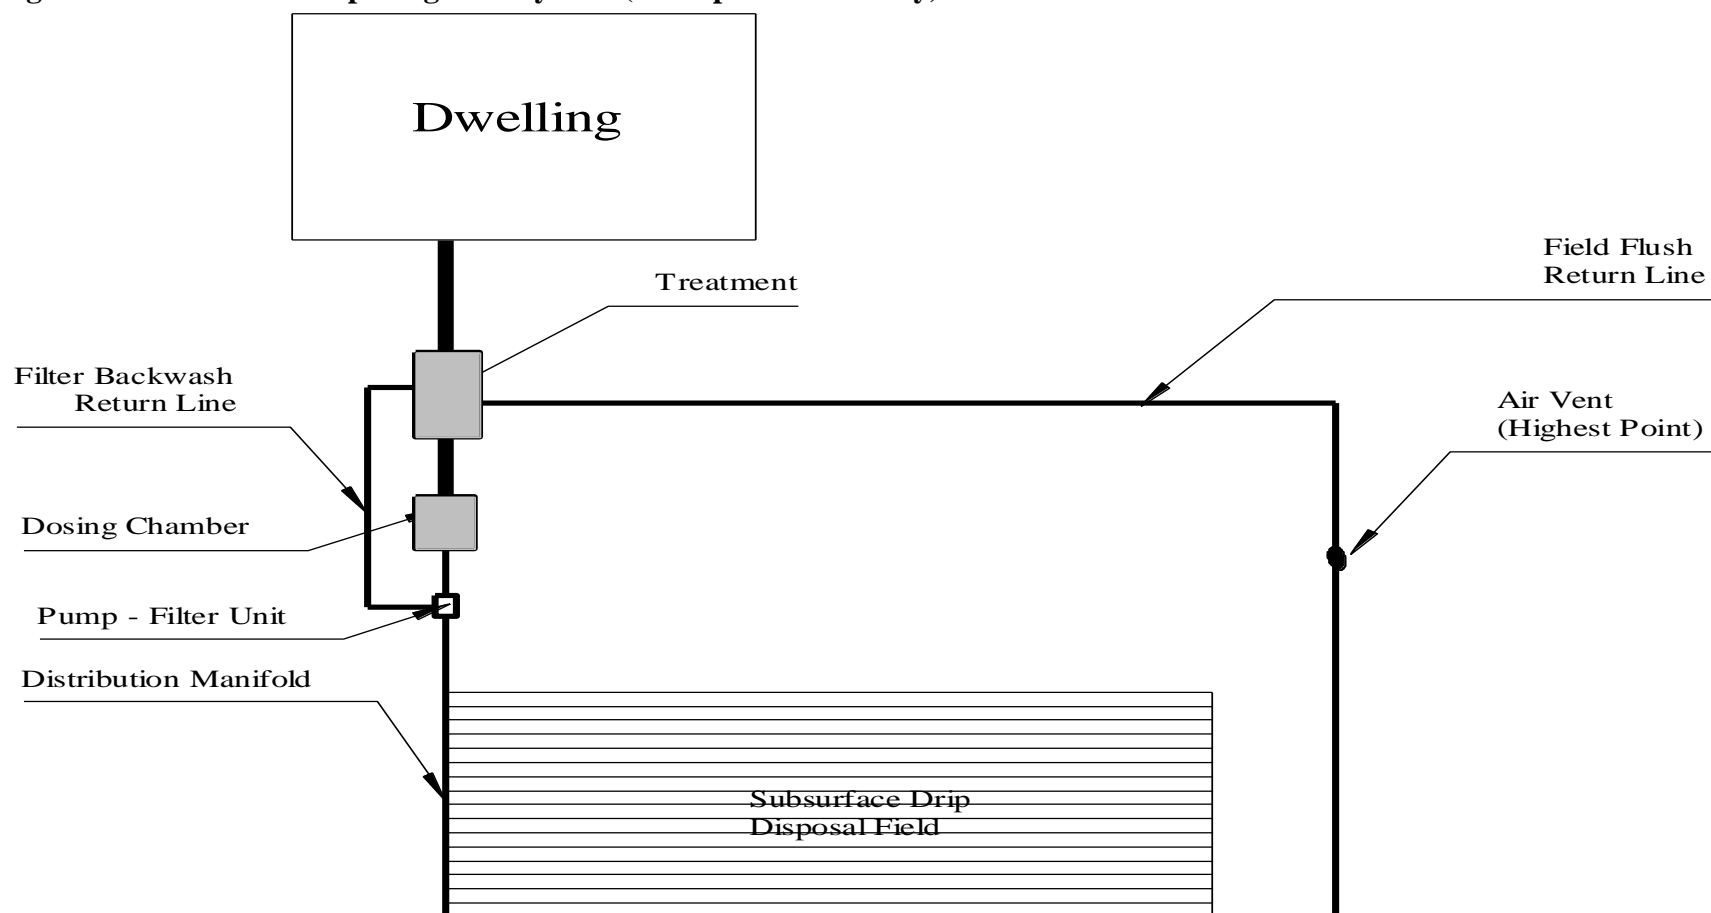 Dwelling
Treatment
Field Flush
Return Line
Filter Backwash
Return Line
Air Vent
(Highest Point)
Dosing Chamber
Pump - Filter Unit
Distribution Manifold
Subsurface Drip
Disposal Field